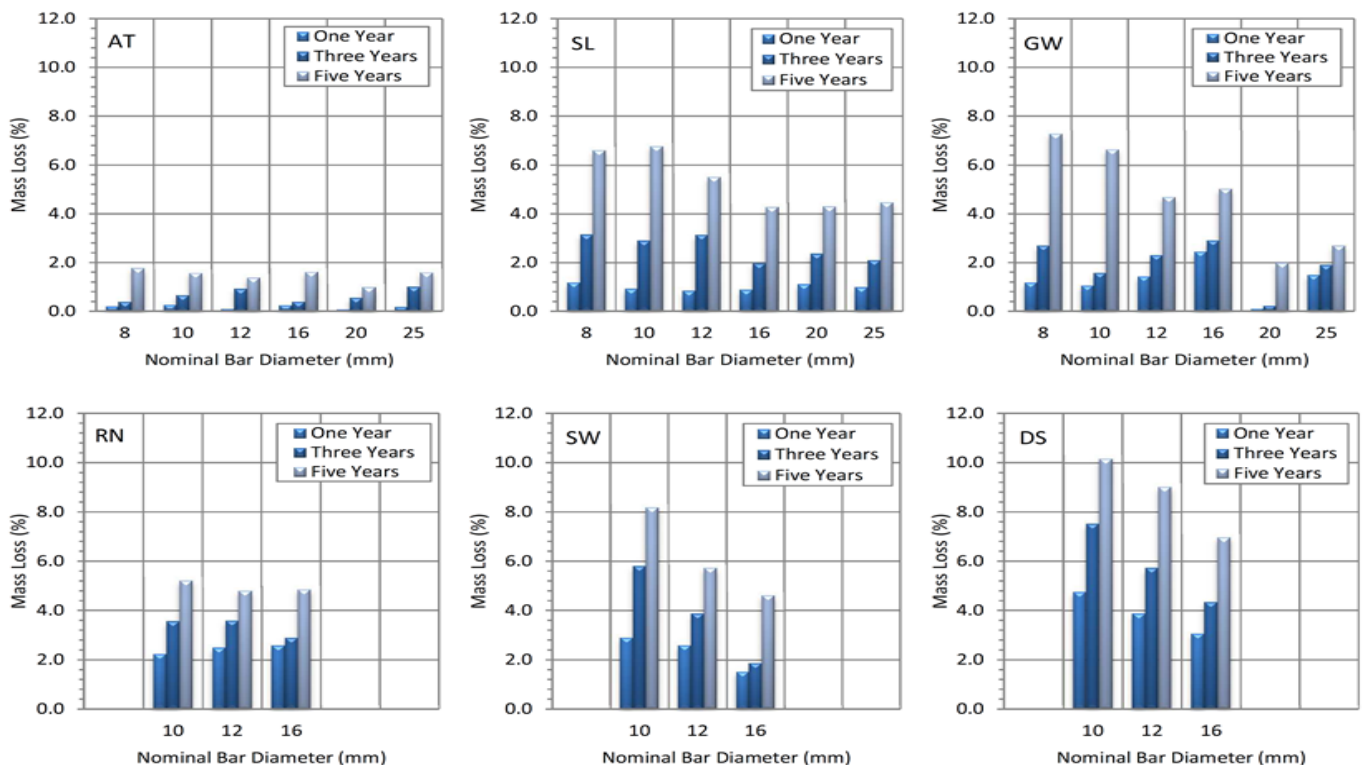 AT
One Year
Three Years
Five Years
12.0
10.0
8.0
6.0
4.0
2.0
0.0
Mass Loss (%)
8 10 12 16 20 25
Nominal Bar Diameter (mm)
SL
One Year
Three Years
Five Years
12.0
10.0
8.0
6.0
4.0
2.0
0.0
Mass Loss (%)
8 10 12 16 20 25
Nominal Bar Diameter (mm)
GW
One Year
Three Years
Five Years
12.0
10.0
8.0
6.0
4.0
2.0
0.0
Mass Loss (%)
8 10 12 16 20 25
Nominal Bar Diameter (mm)
RN
One Year
Three Years
Five Years
12.0
10.0
8.0
6.0
4.0
2.0
0.0
Mass Loss (%)
10 12 16
Nominal Bar Diameter (mm)
SW
One Year
Three Years
Five Years
12.0
10.0
8.0
6.0
4.0
2.0
0.0
Mass Loss (%)
10 12 16
Nominal Bar Diameter (mm)
DS
One Year
Three Years
Five Years
12.0
10.0
8.0
6.0
4.0
2.0
0.0
Mass Loss (%)
10 12 16
Nominal Bar Diameter (mm)